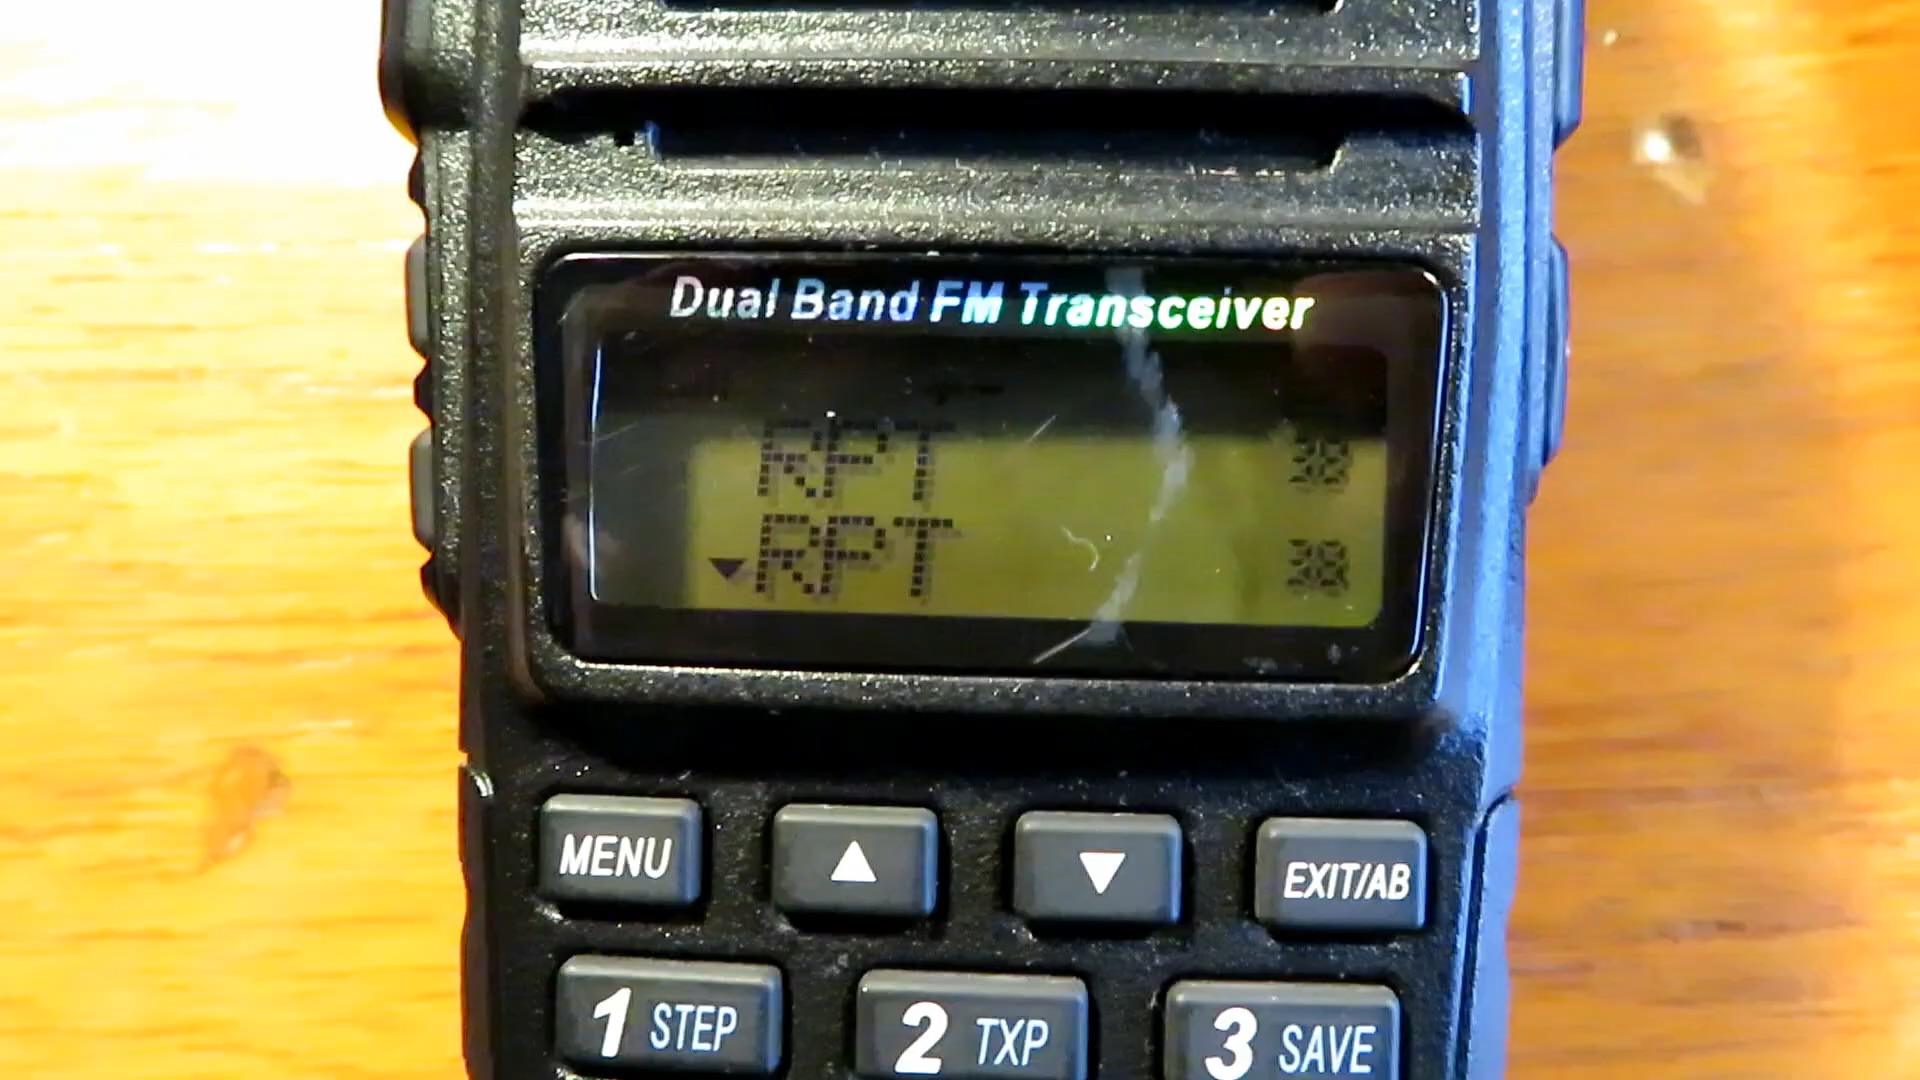 Dual Band FM Transceiver
RPT
RPT
MENU ▲ ▼ EXIT/AB
1 STEP 2 TXP 3 SAVE